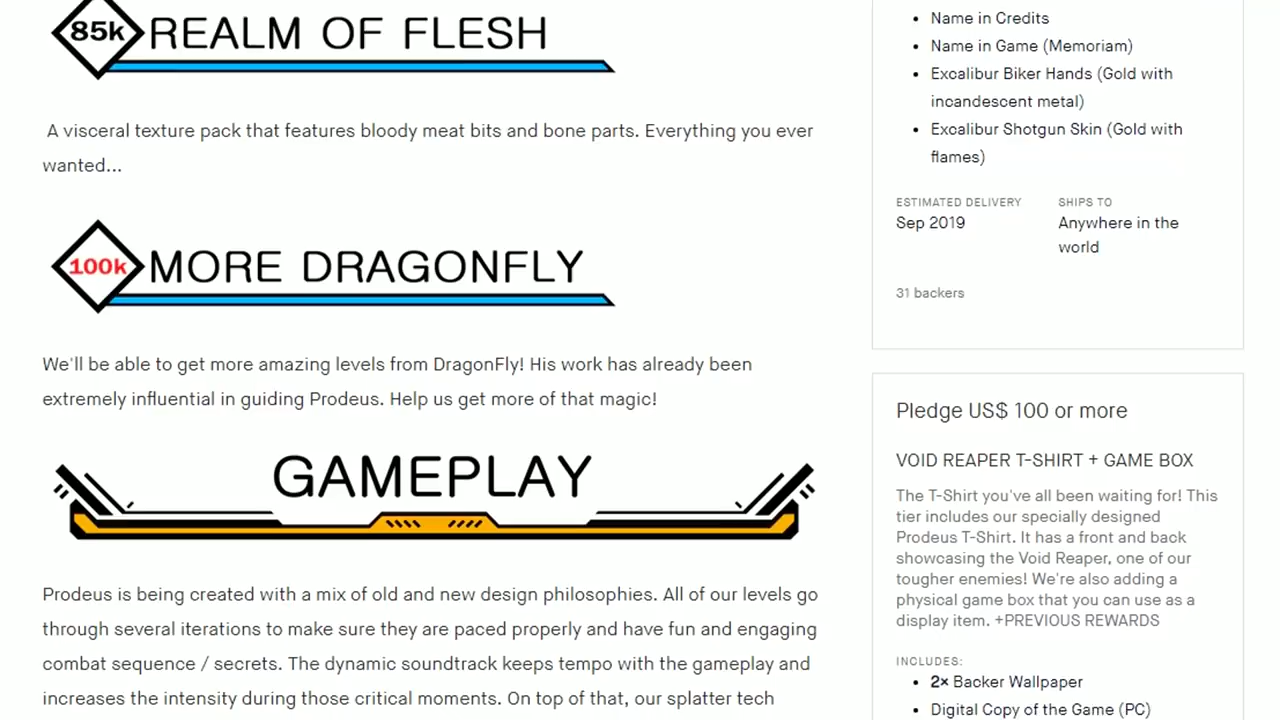 85k REALM OF FLESH
A visceral texture pack that features bloody meat bits and bone parts. Everything you ever
wanted...
100k MORE DRAGONFLY
We'll be able to get more amazing levels from DragonFly! His work has already been
extremely influential in guiding Prodeus. Help us get more of that magic!
GAMEPLAY
Prodeus is being created with a mix of old and new design philosophies. All of our levels go
through several iterations to make sure they are paced properly and have fun and engaging
combat sequence / secrets. The dynamic soundtrack keeps tempo with the gameplay and
increases the intensity during those critical moments. On top of that, our splatter tech
• Name in Credits
• Name in Game (Memoriam)
• Excalibur Biker Hands (Gold with
incandescent metal)
• Excalibur Shotgun Skin (Gold with
flames)
ESTIMATED DELIVERY
Sep 2019
SHIPS TO
Anywhere in the
world
31 backers
Pledge US$ 100 or more
VOID REAPER T-SHIRT + GAME BOX
The T-Shirt you've all been waiting for! This
tier includes our specially designed
Prodeus T-Shirt. It has a front and back
showcasing the Void Reaper, one of our
tougher enemies! We're also adding a
physical game box that you can use as a
display item. +PREVIOUS REWARDS
INCLUDES:
• 2× Backer Wallpaper
• Digital Copy of the Game (PC)